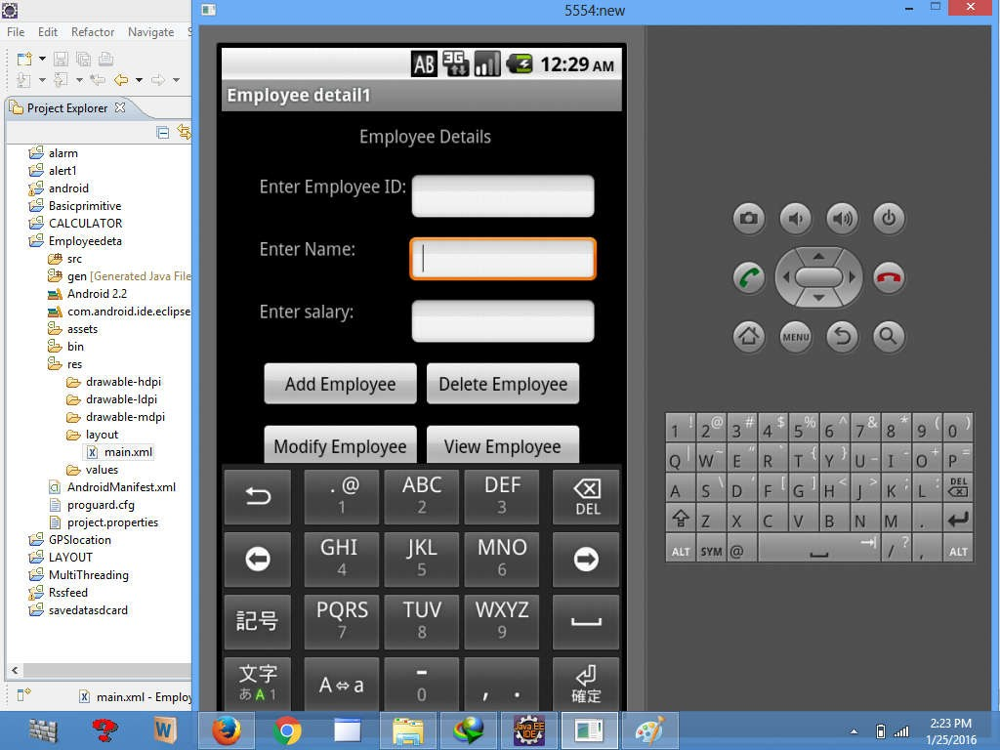 5554:new
File Edit Refactor Navigate
Project Explorer
alarm
alert1
android
Basicprimitive
CALCULATOR
Employeedeta
src
gen [Generated Java File
Android 2.2
com.android.ide.eclipse
assets
bin
res
drawable-hdpi
drawable-ldpi
drawable-mdpi
layout
main.xml
values
AndroidManifest.xml
proguard.cfg
project.properties
GPSlocation
LAYOUT
MultiThreading
Rssfeed
savedatasdcard
main.xml - Employ
AB 3G 12:29 AM
Employee detail1
Employee Details
Enter Employee ID:
Enter Name:
Enter salary:
Add Employee Delete Employee
Modify Employee View Employee
. @ ABC DEF
1 2 3 DEL
GHI JKL MNO
4 5 6
記号 PQRS TUV WXYZ
7 8 9
文字 A⇔a - , .
あA1 0 確定
MENU
1 ! 2 @ 3 # 4 $ 5 % 6 ^ 7 & 8 * 9 ( 0 )
Q | W ~ E " R ` T { Y } U _ I - O + P =
A S \ D ' F [ G ] H < J > K ; L : DEL
Z X C V B N M .
ALT SYM @ / ? , ALT
W Java EE IDE
2:23 PM
1/25/2016